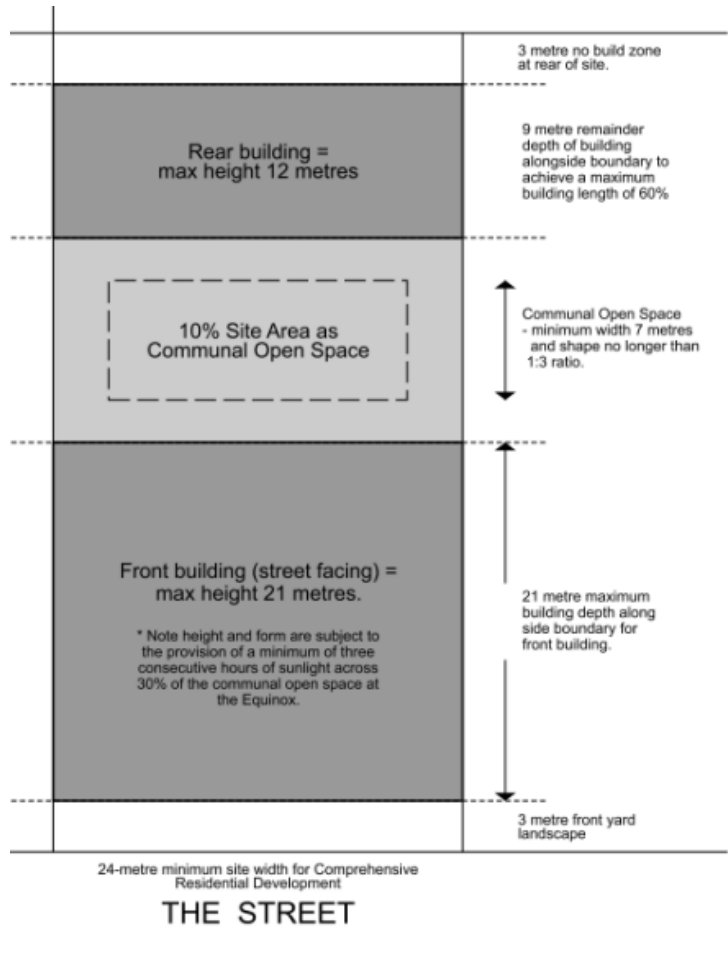 3 metre no build zone
at rear of site.
Rear building =
max height 12 metres
9 metre remainder
depth of building
alongside boundary to
achieve a maximum
building length of 60%
10% Site Area as
Communal Open Space
Communal Open Space
- minimum width 7 metres
and shape no longer than
1:3 ratio.
Front building (street facing) =
max height 21 metres.
* Note height and form are subject to
the provision of a minimum of three
consecutive hours of sunlight across
30% of the communal open space at
the Equinox.
21 metre maximum
building depth along
side boundary for
front building.
3 metre front yard
landscape
24-metre minimum site width for Comprehensive
Residential Development
THE STREET